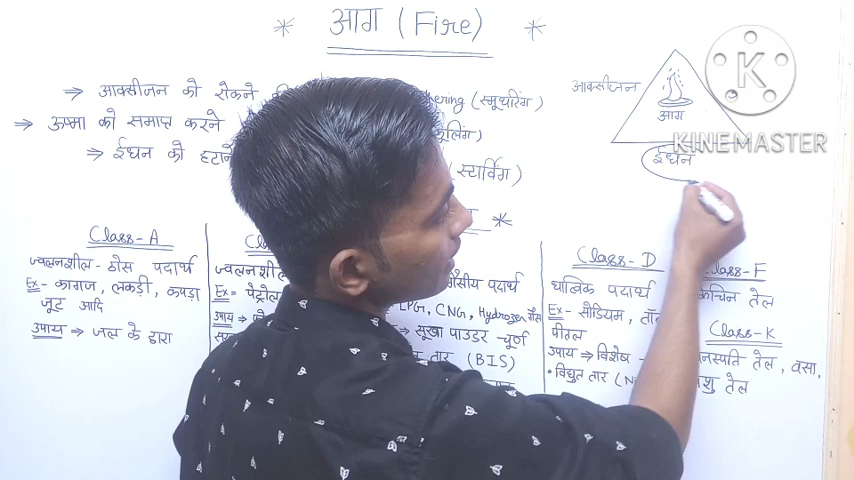 * आग (Fire) *
⇒ आक्सीजन को रोकने की
(स्मूथरिंग)
⇒ ऊष्मा को समाप्त करने
⇒ ईंधन को हटाने
(स्टार्विंग)
*
आक्सीजन
आग
ईंधन
K
KINEMASTER
Class-A
ज्वलनशील - ठोस पदार्थ
Ex- कागज, लकड़ी, कपड़ा
जूट आदि
उपाय → जल के द्वारा
ज्वलनशील
Ex= पेट्रोल
उपाय →
गैसीय पदार्थ
LPG, CNG, Hydrogen गैस
सूखा पाउडर चूर्ण
तार (BIS)
Class-D
धात्विक पदार्थ
Ex- सोडियम,
पीतल
उपाय ⇒ विशेष
• विद्युत तार
Class-F
किचिन तेल
Class-K
वनस्पति तेल, वसा,
पशु तेल